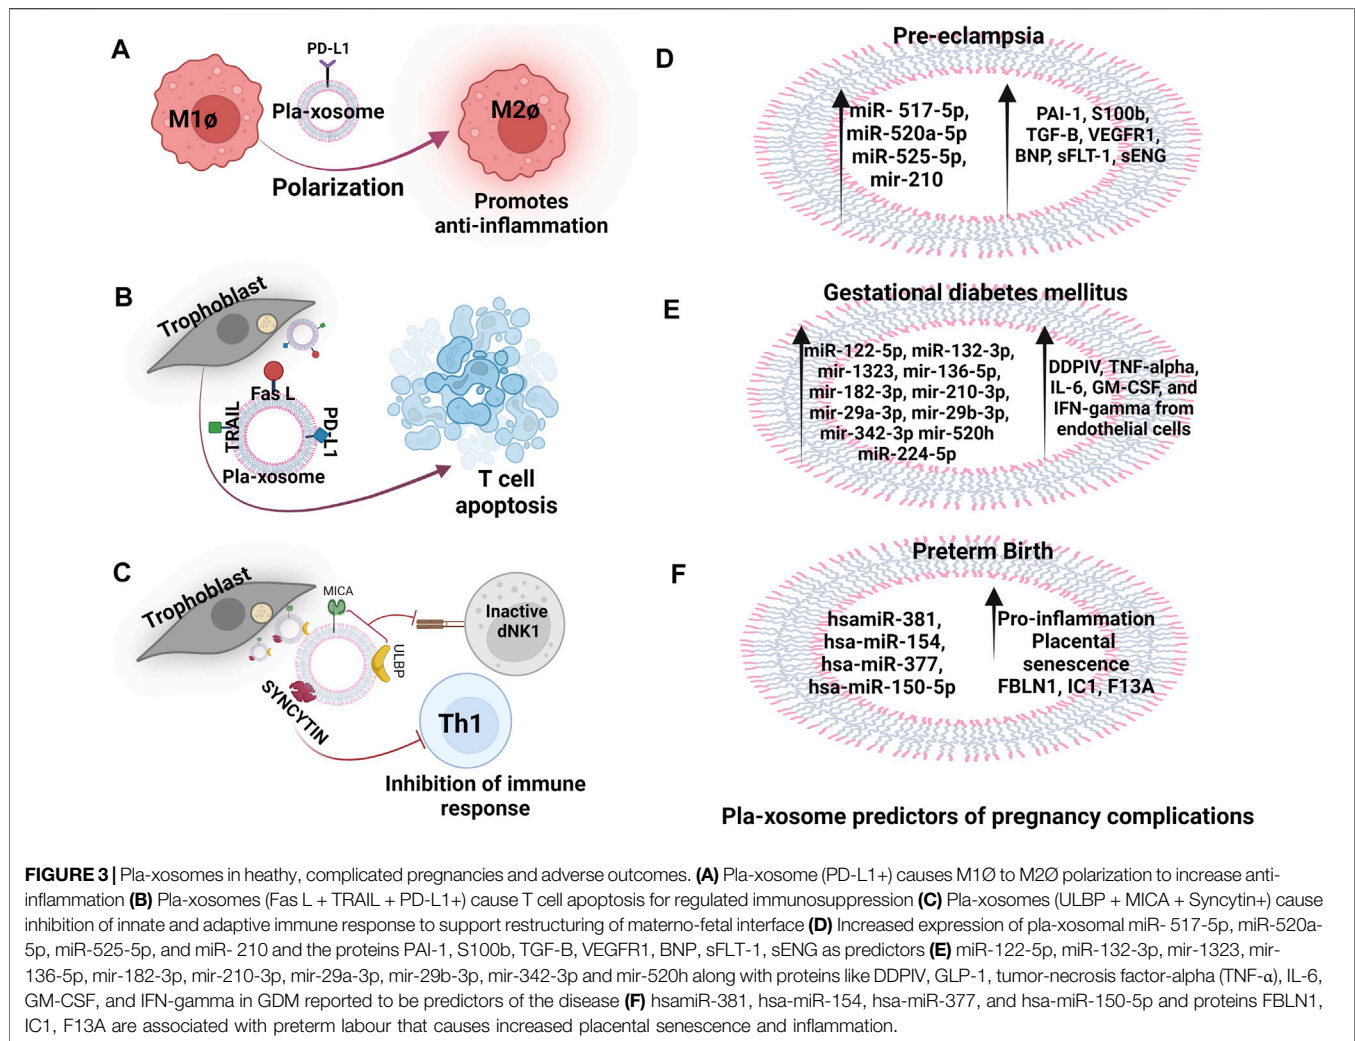 A
PD-L1
M1ø
Pla-xosome
M2ø
Polarization
Promotes
anti-inflammation
B
Trophoblast
Fas L
TRAIL
PD-L1
Pla-xosome
T cell
apoptosis
C
Trophoblast
MICA
Inactive
dNK1
ULBP
SYNCYTIN
Th1
Inhibition of immune
response
D
Pre-eclampsia
miR- 517-5p,
miR-520a-5p
miR-525-5p,
mir-210
PAI-1, S100b,
TGF-B, VEGFR1,
BNP, sFLT-1, sENG
E
Gestational diabetes mellitus
miR-122-5p, miR-132-3p,
mir-1323, mir-136-5p,
mir-182-3p, mir-210-3p,
mir-29a-3p, mir-29b-3p,
mir-342-3p mir-520h
miR-224-5p
DDPIV, TNF-alpha,
IL-6, GM-CSF, and
IFN-gamma from
endothelial cells
F
Preterm Birth
hsamiR-381,
hsa-miR-154,
hsa-miR-377,
hsa-miR-150-5p
Pro-inflammation
Placental
senescence
FBLN1, IC1, F13A
Pla-xosome predictors of pregnancy complications
FIGURE 3 | Pla-xosomes in heathy, complicated pregnancies and adverse outcomes. (A) Pla-xosome (PD-L1+) causes M1Ø to M2Ø polarization to increase anti-
inflammation (B) Pla-xosomes (Fas L + TRAIL + PD-L1+) cause T cell apoptosis for regulated immunosuppression (C) Pla-xosomes (ULBP + MICA + Syncytin+) cause
inhibition of innate and adaptive immune response to support restructuring of materno-fetal interface (D) Increased expression of pla-xosomal miR- 517-5p, miR-520a-
5p, miR-525-5p, and miR- 210 and the proteins PAI-1, S100b, TGF-B, VEGFR1, BNP, sFLT-1, sENG as predictors (E) miR-122-5p, miR-132-3p, mir-1323, mir-
136-5p, mir-182-3p, mir-210-3p, mir-29a-3p, mir-29b-3p, mir-342-3p and mir-520h along with proteins like DDPIV, GLP-1, tumor-necrosis factor-alpha (TNF-α), IL-6,
GM-CSF, and IFN-gamma in GDM reported to be predictors of the disease (F) hsamiR-381, hsa-miR-154, hsa-miR-377, and hsa-miR-150-5p and proteins FBLN1,
IC1, F13A are associated with preterm labour that causes increased placental senescence and inflammation.